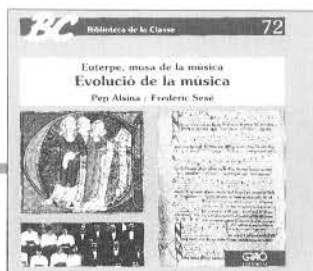 BC Biblioteca de la Classe 72
Euterpe, musa de la música
Evolució de la música
Pep Alsina / Frederic Sesé
GRAÓ
EDITORIAL